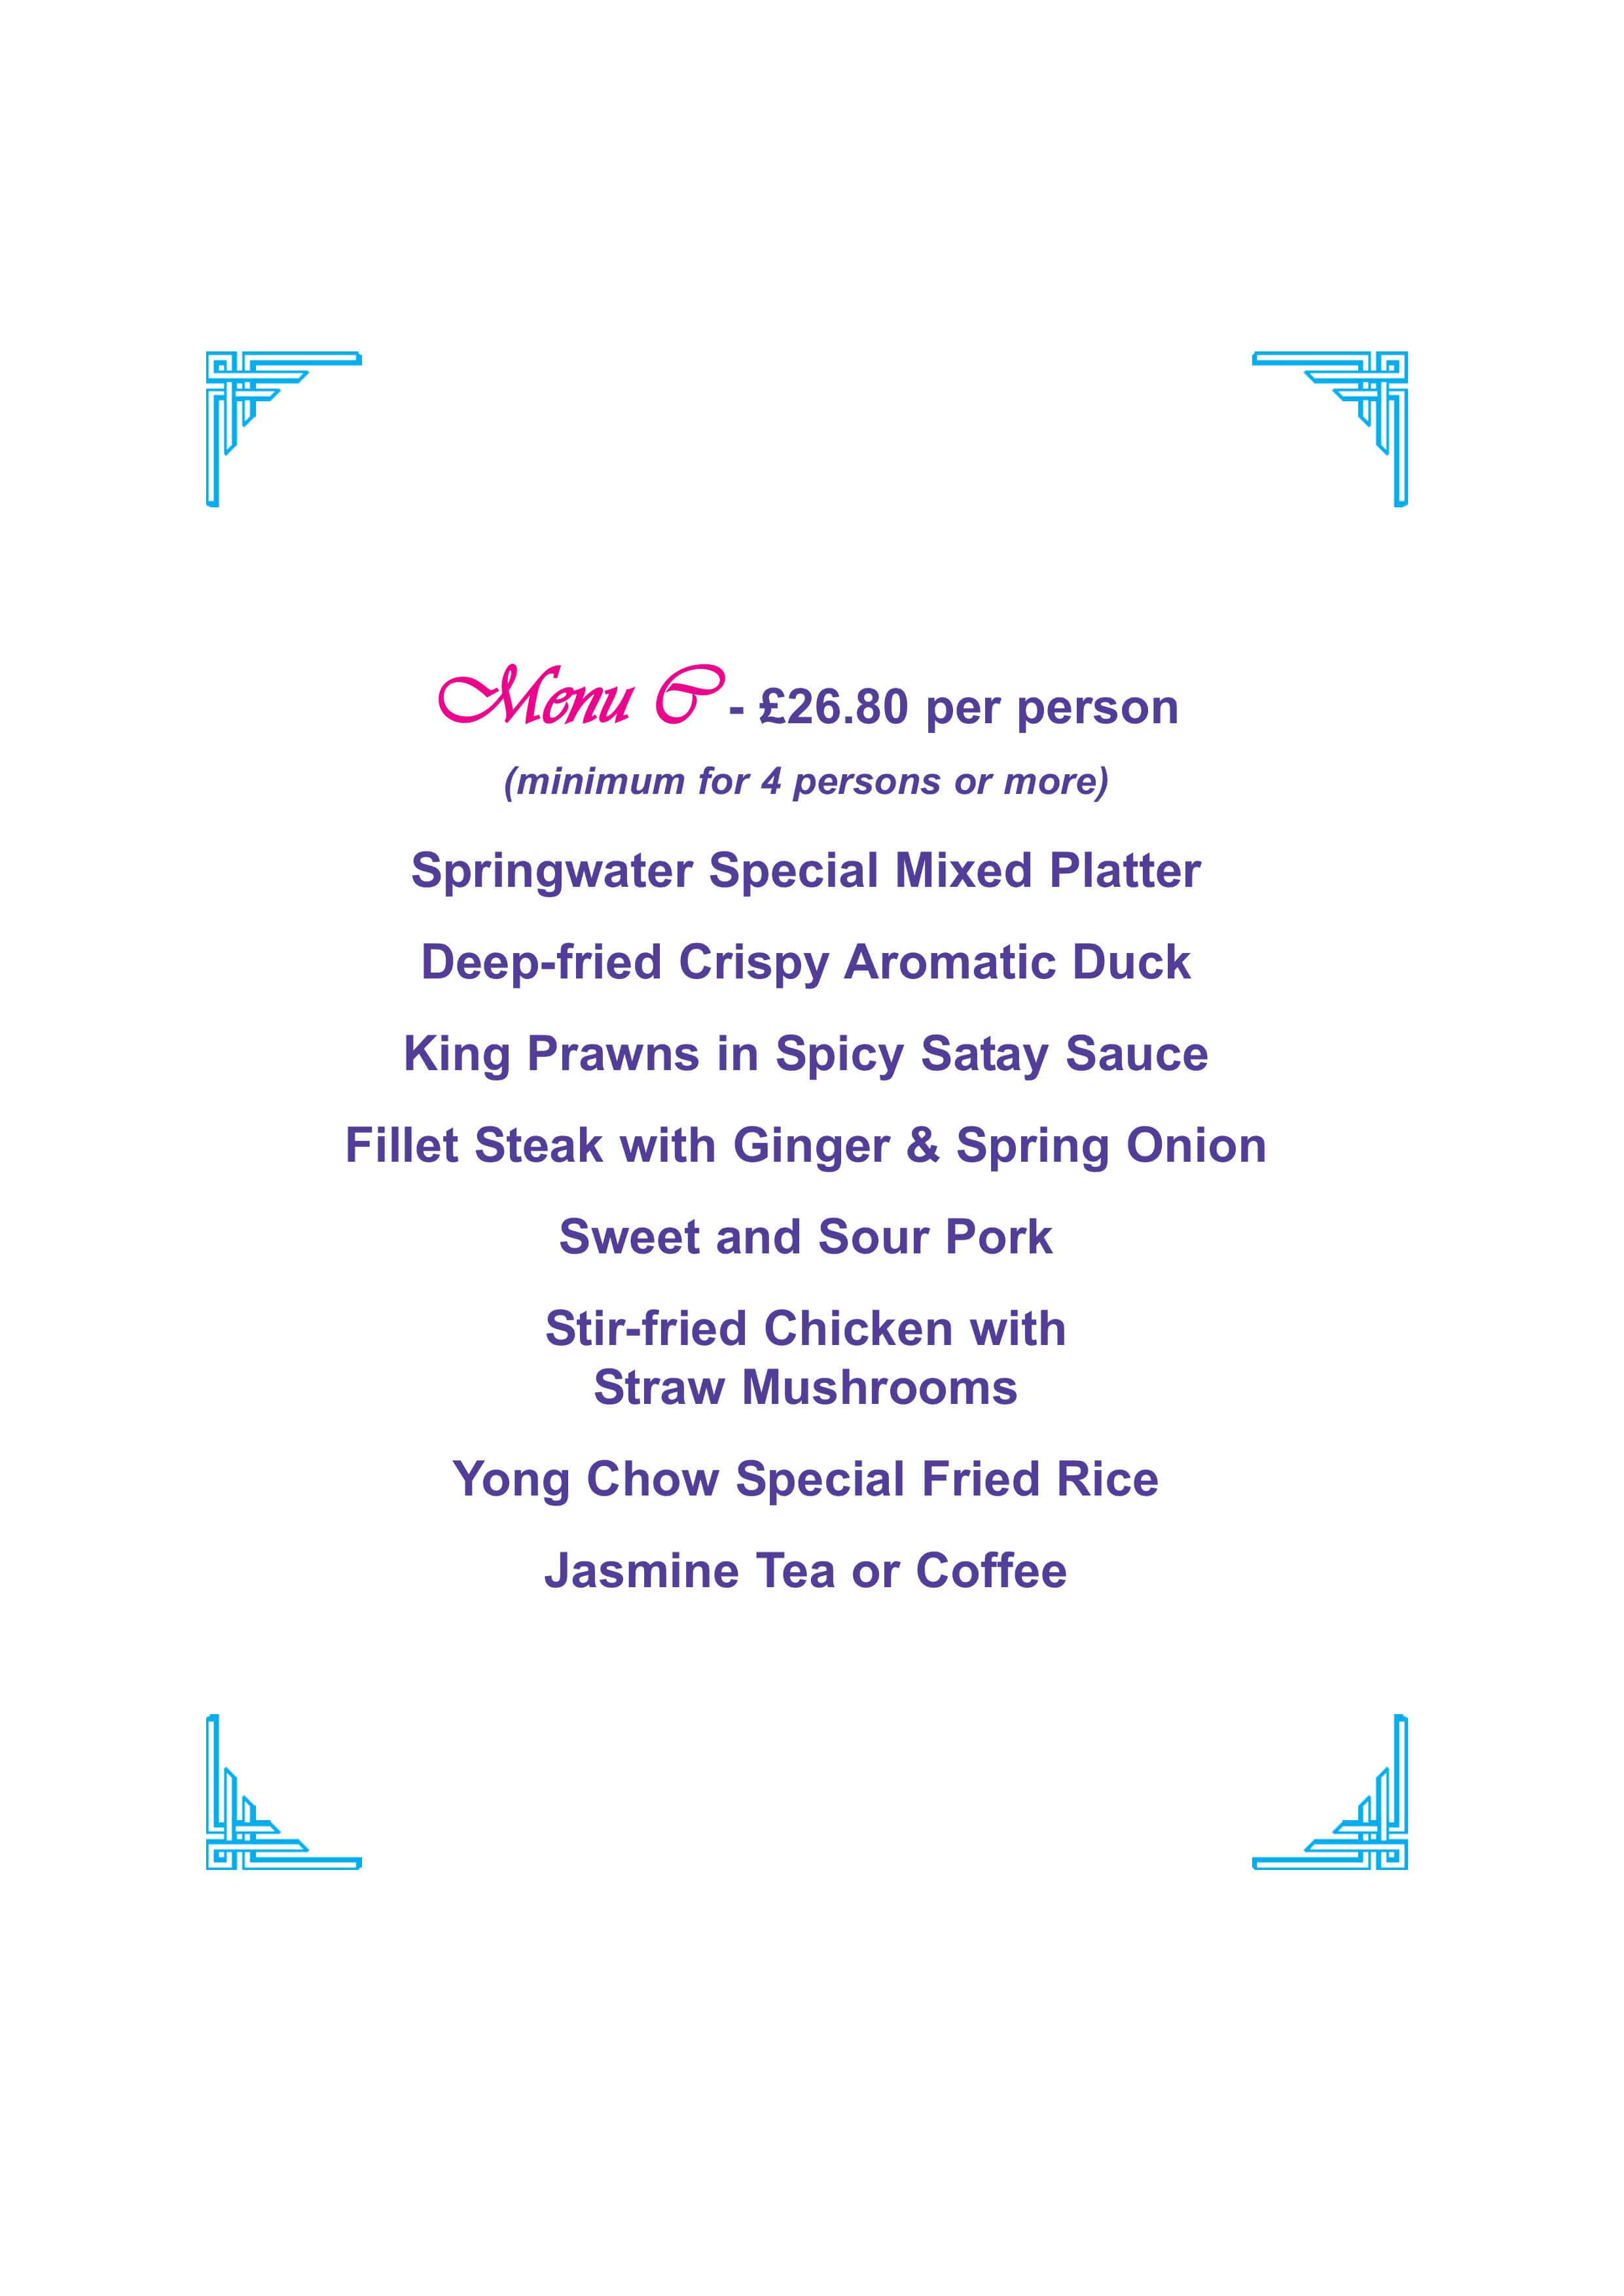 Menu C - £26.80 per person
(minimum for 4 persons or more)
Springwater Special Mixed Platter
Deep-fried Crispy Aromatic Duck
King Prawns in Spicy Satay Sauce
Fillet Steak with Ginger & Spring Onion
Sweet and Sour Pork
Stir-fried Chicken with
Straw Mushrooms
Yong Chow Special Fried Rice
Jasmine Tea or Coffee